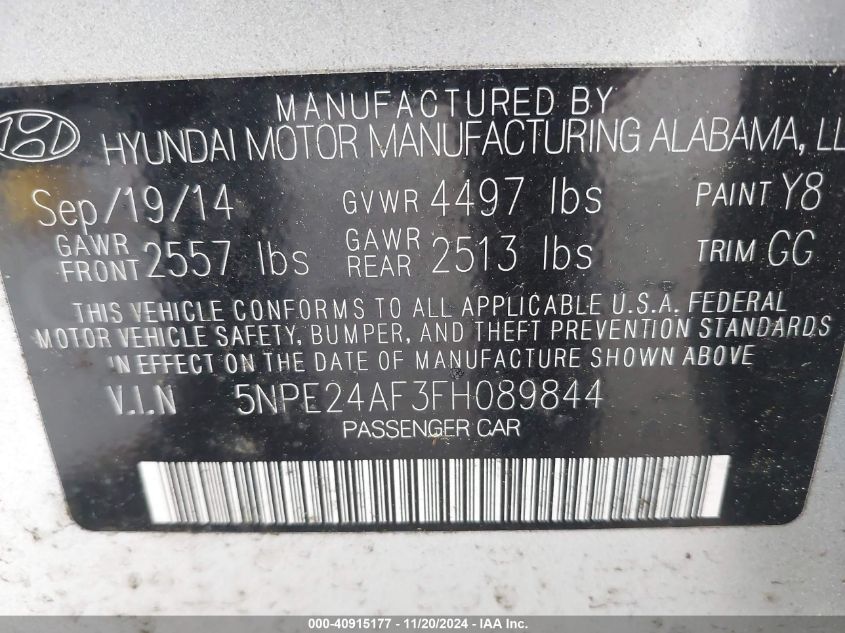 MANUFACTURED BY
HYUNDAI MOTOR MANUFACTURING ALABAMA, LL
Sep/19/14 GVWR 4497 lbs PAINT Y8
GAWR FRONT 2557 lbs GAWR REAR 2513 lbs TRIM GG
THIS VEHICLE CONFORMS TO ALL APPLICABLE U.S.A. FEDERAL
MOTOR VEHICLE SAFETY, BUMPER, AND THEFT PREVENTION STANDARDS
IN EFFECT ON THE DATE OF MANUFACTURE SHOWN ABOVE
V.I.N 5NPE24AF3FH089844
PASSENGER CAR
000-40915177 - 11/20/2024 - IAA Inc.